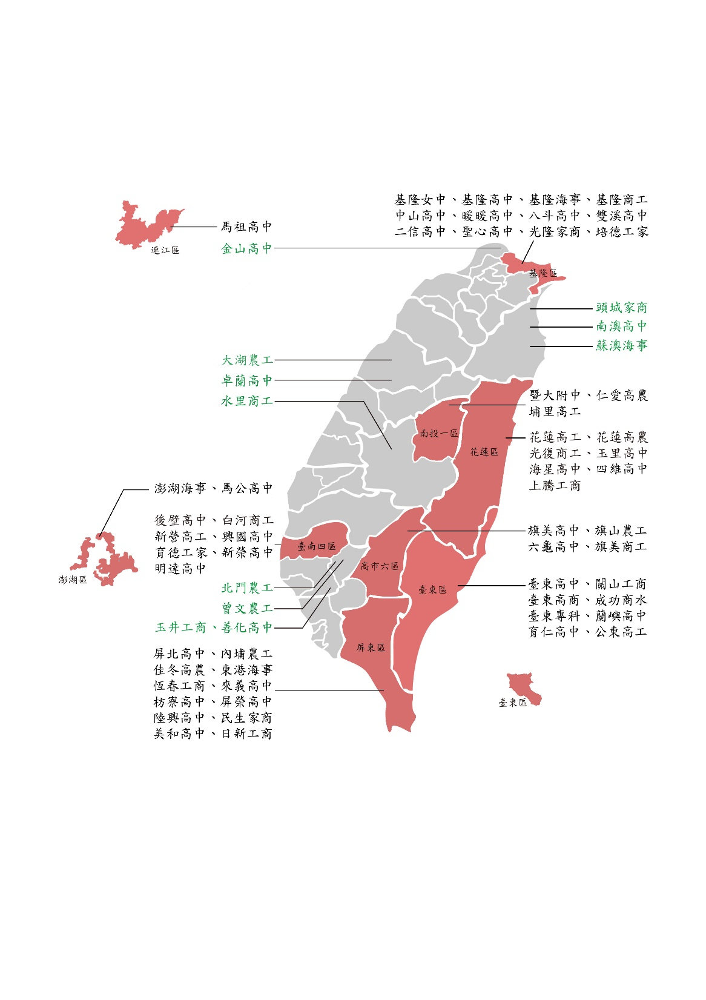 基隆女中、基隆高中、基隆海事、基隆商工
中山高中、暖暖高中、八斗高中、雙溪高中
二信高中、聖心高中、光隆家商、培德工家
馬祖高中
連江區
金山高中
基隆區
頭城家商
南澳高中
蘇澳海事
大湖農工
卓蘭高中
水里商工
暨大附中、仁愛高農
埔里高工
南投一區
花蓮區
花蓮高工、花蓮高農
光復商工、玉里高中
海星高中、四維高中
上騰工商
澎湖海事、馬公高中
澎湖區
後壁高中、白河商工
新營高工、興國高中
育德工家、新榮高中
明達高中
臺南四區
旗美高中、旗山農工
六龜高中、旗美商工
高市六區
臺東區
臺東高中、關山工商
臺東高商、成功商水
臺東專科、蘭嶼高中
育仁高中、公東高工
北門農工
曾文農工
玉井工商、善化高中
屏東區
屏北高中、內埔農工
佳冬高農、東港海事
恆春工商、來義高中
枋寮高中、屏榮高中
陸興高中、民生家商
美和高中、日新工商
臺東區